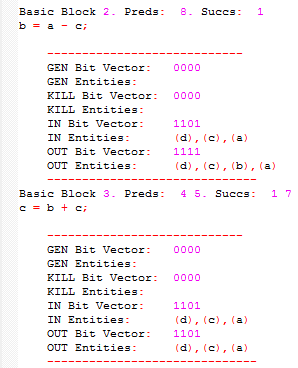 Basic Block 2. Preds:  8. Succs:  1
b = a - c;
----------------------------
GEN Bit Vector:   0000
GEN Entities:
KILL Bit Vector:  0000
KILL Entities:
IN Bit Vector:    1101
IN Entities:      (d),(c),(a)
OUT Bit Vector:   1111
OUT Entities:     (d),(c),(b),(a)
------------------------------
Basic Block 3. Preds:  4 5. Succs:  1 7
c = b + c;
----------------------------
GEN Bit Vector:   0000
GEN Entities:
KILL Bit Vector:  0000
KILL Entities:
IN Bit Vector:    1101
IN Entities:      (d),(c),(a)
OUT Bit Vector:   1101
OUT Entities:     (d),(c),(a)
------------------------------